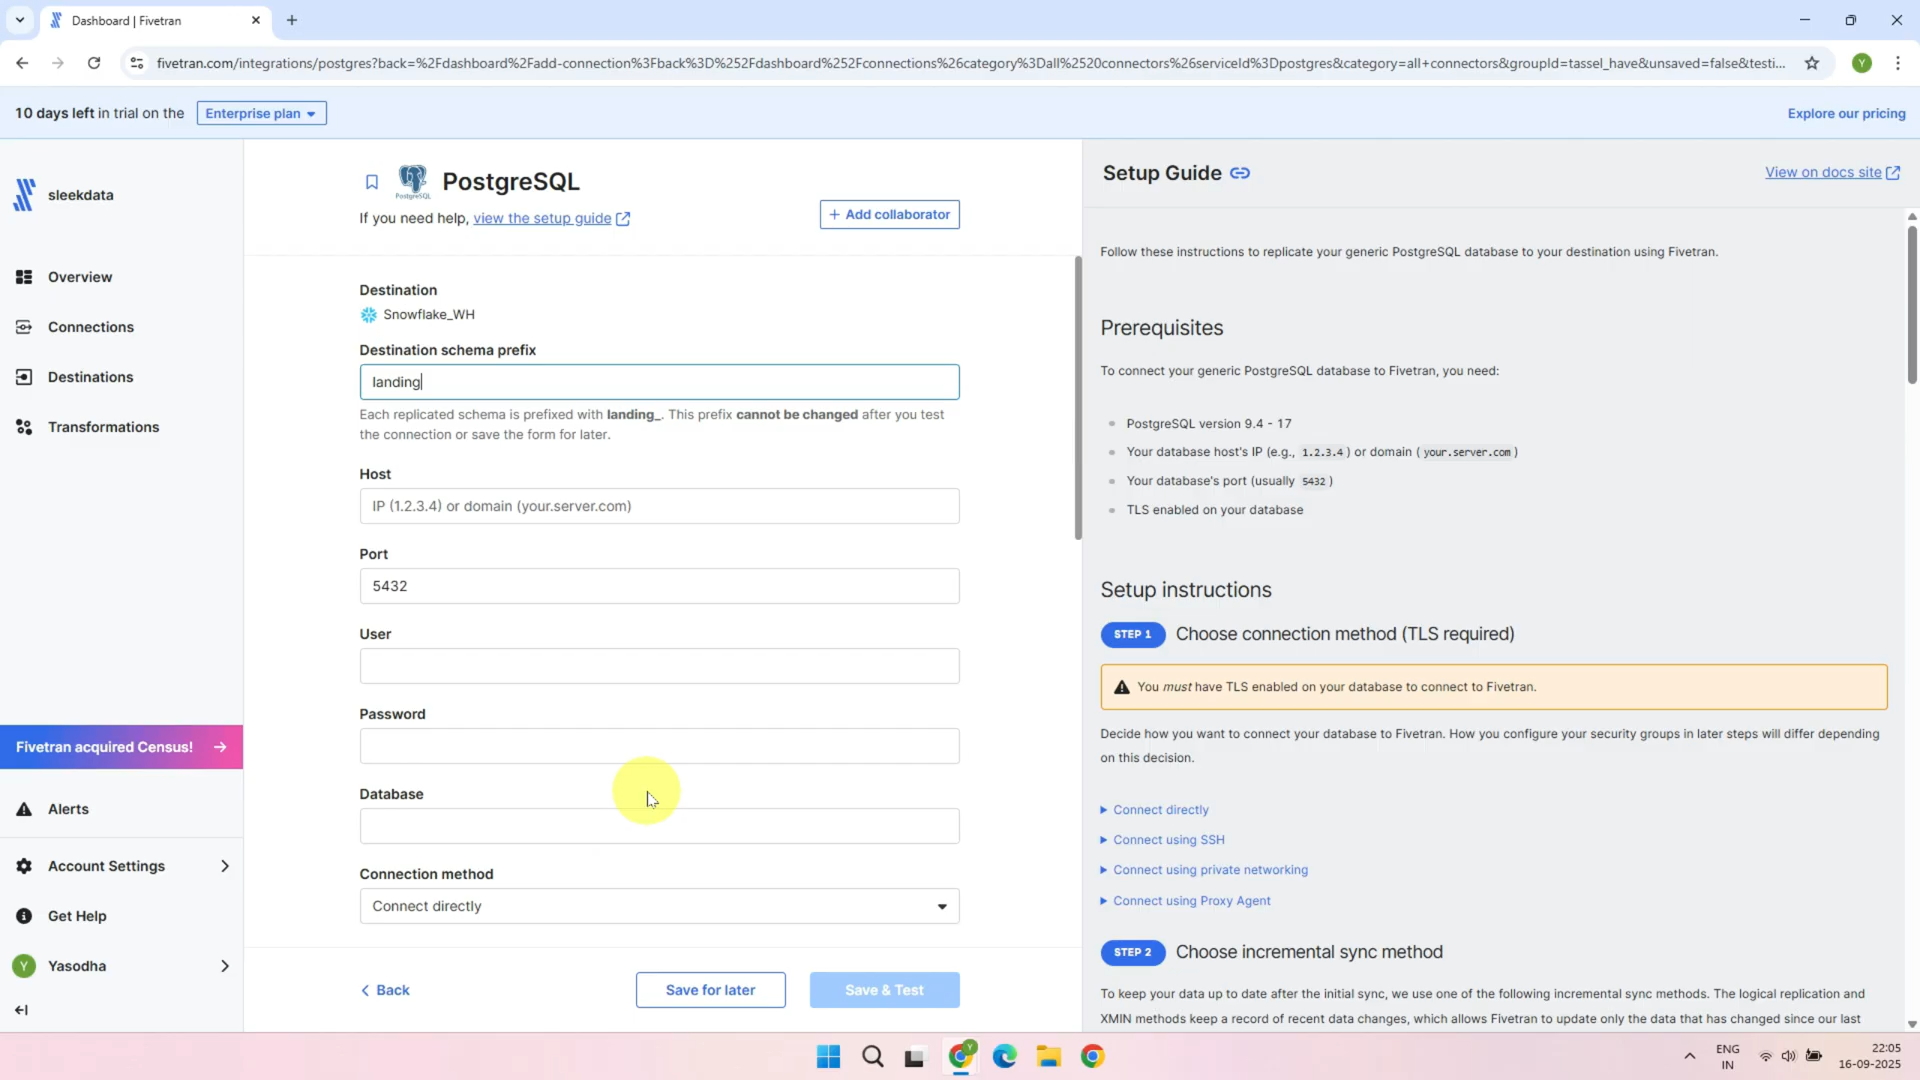 Dashboard | Fivetran
fivetran.com/integrations/postgres?back=%2Fdashboard%2Fadd-connection%3Fback%3D%252Fdashboard%252Fconnections%26category%3Dall%2520connectors%26serviceId%3Dpostgres&category=all+connectors&groupId=tassel_have&unsaved=false&testi...
Y
10 days left in trial on the
Enterprise plan
Explore our pricing
sleekdata
Overview
Connections
Destinations
Transformations
Fivetran acquired Census!
Alerts
Account Settings
Get Help
Y
Yasodha
PostgreSQL
PostgreSQL
If you need help, view the setup guide
+ Add collaborator
Destination
Snowflake_WH
Destination schema prefix
landing
Each replicated schema is prefixed with landing_. This prefix cannot be changed after you test
the connection or save the form for later.
Host
IP (1.2.3.4) or domain (your.server.com)
Port
5432
User
Password
Database
Connection method
Connect directly
Back
Save for later
Save & Test
Setup Guide
View on docs site
Follow these instructions to replicate your generic PostgreSQL database to your destination using Fivetran.
Prerequisites
To connect your generic PostgreSQL database to Fivetran, you need:
PostgreSQL version 9.4 - 17
Your database host's IP (e.g., 1.2.3.4) or domain (your.server.com)
Your database's port (usually 5432)
TLS enabled on your database
Setup instructions
STEP 1 Choose connection method (TLS required)
You must have TLS enabled on your database to connect to Fivetran.
Decide how you want to connect your database to Fivetran. How you configure your security groups in later steps will differ depending
on this decision.
Connect directly
Connect using SSH
Connect using private networking
Connect using Proxy Agent
STEP 2 Choose incremental sync method
To keep your data up to date after the initial sync, we use one of the following incremental sync methods. The logical replication and
XMIN methods keep a record of recent data changes, which allows Fivetran to update only the data that has changed since our last
Y
ENG
IN
22:05
16-09-2025